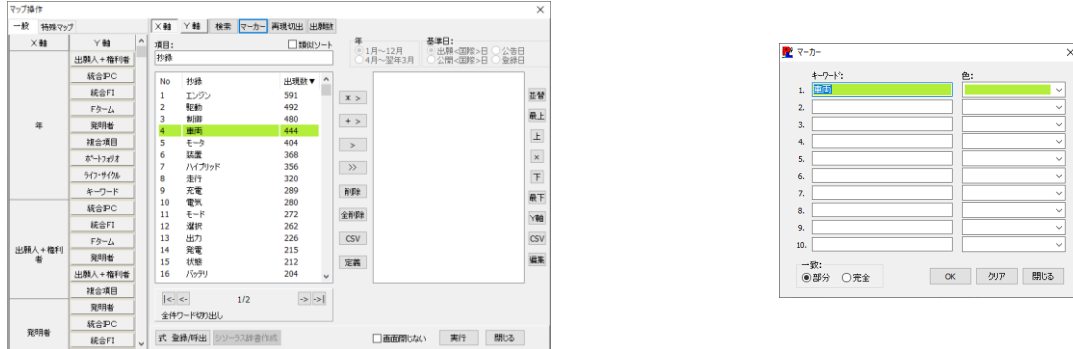 マップ操作
一般 特殊マップ
X軸 Y軸
年
出願人+権利者
統合IPC
統合FI
Fターム
発明者
複合項目
ポートフォリオ
ライフ・サイクル
キーワード
出願人+権利者
統合IPC
統合FI
Fターム
発明者
出願人+権利者
複合項目
発明者
発明者
統合IPC
統合FI
X軸 Y軸 検索 マーカー 再現切出 出願数
項目: 類似ソート
抄録
年
1月~12月
4月~翌年3月
基準日:
出願<国際>日 公告日
公開<国際>日 登録日
No 抄録 出現数▼
1 エンジン 591
2 駆動 492
3 制御 480
4 車両 444
5 モータ 404
6 装置 368
7 ハイブリッド 356
8 走行 320
9 充電 289
10 電気 280
11 モード 272
12 選択 262
13 出力 226
14 発電 215
15 状態 212
16 バッテリ 204
x >
+ >
>
>>
削除
全削除
CSV
定義
並替
最上
上
×
下
最下
Y軸
CSV
編集
|<- <- 1/2 -> ->|
全件ワード切り出し
式 登録/呼出 シソーラス辞書作成 画面閉じない 実行 閉じる
マーカー
キーワード: 色:
1. 車両
2.
3.
4.
5.
6.
7.
8.
9.
10.
一致:
部分 完全 OK クリア 閉じる